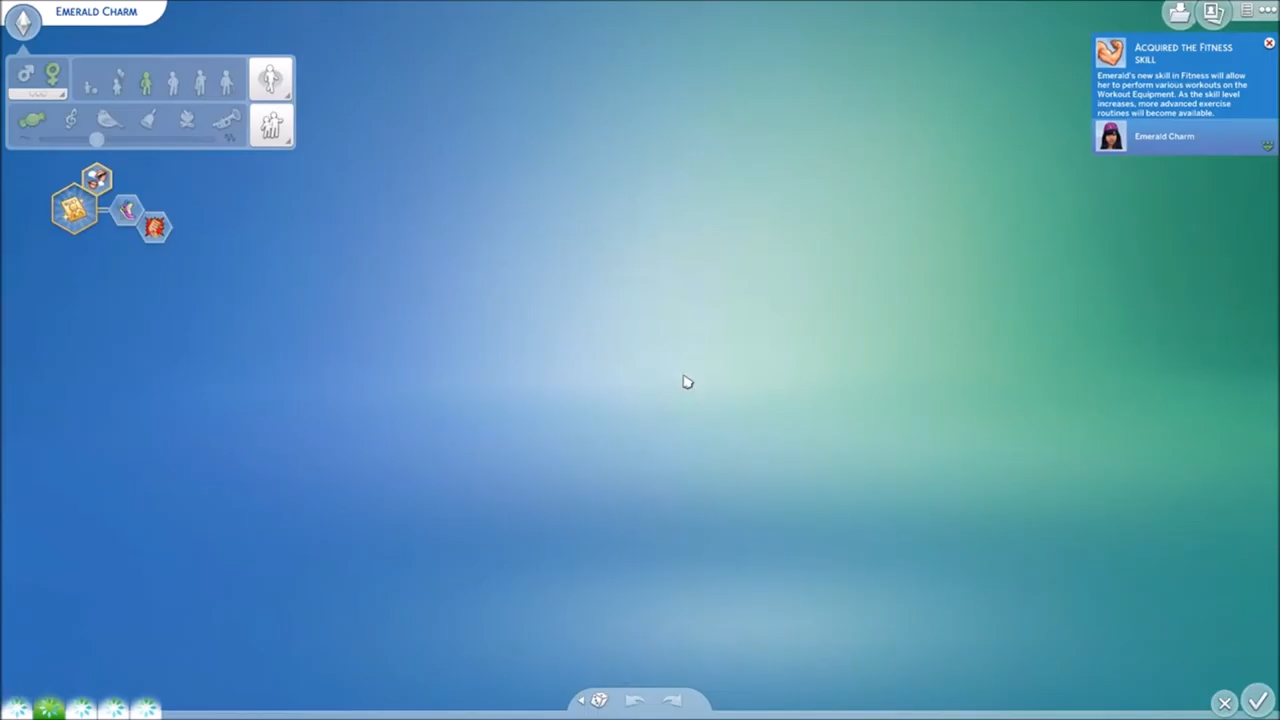 EMERALD CHARM
ACQUIRED THE FITNESS
SKILL
Emerald's new skill in Fitness will allow
her to perform various workouts on the
Workout Equipment. As the skill level
increases, more advanced exercise
routines will become available.
Emerald Charm